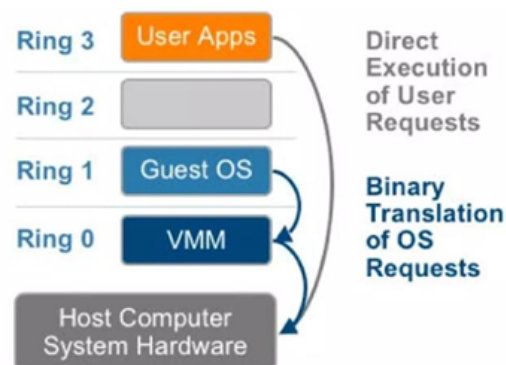 Ring 3
User Apps
Ring 2
Ring 1
Guest OS
Ring 0
VMM
Host Computer
System Hardware
Direct
Execution
of User
Requests
Binary
Translation
of OS
Requests